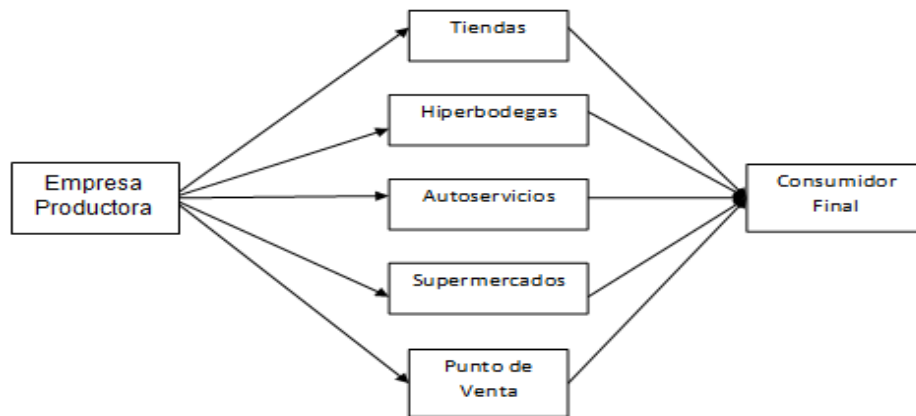 Empresa
Productora
Tiendas
Hiperbodegas
Autoservicios
Supermercados
Punto de
Venta
Consumidor
Final